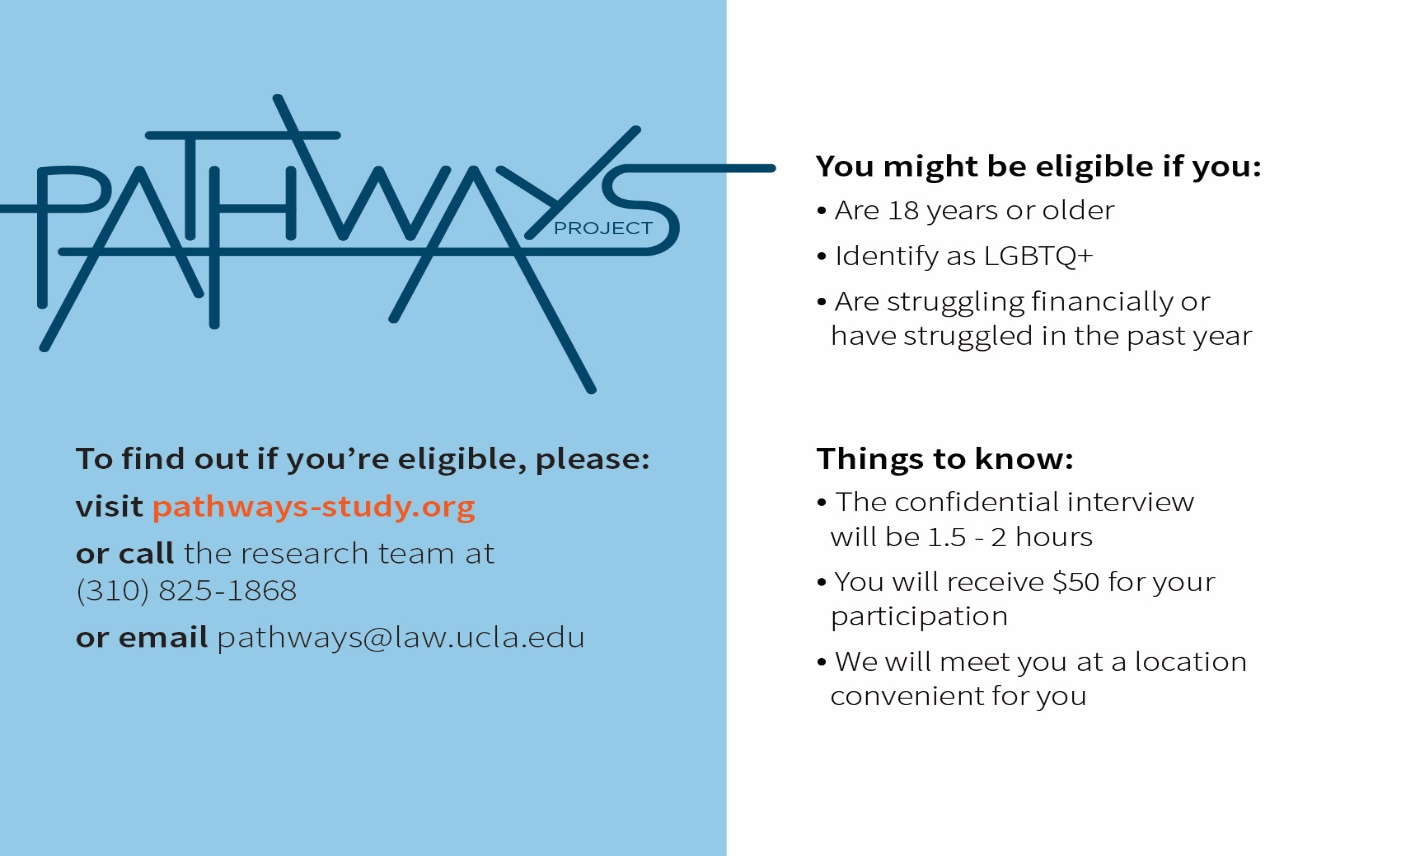 PATHWAYS
PROJECT
To find out if you’re eligible, please:
visit pathways-study.org
or call the research team at
(310) 825-1868
or email pathways@law.ucla.edu
You might be eligible if you:
• Are 18 years or older
• Identify as LGBTQ+
• Are struggling financially or
have struggled in the past year
Things to know:
• The confidential interview
will be 1.5 - 2 hours
• You will receive $50 for your
participation
• We will meet you at a location
convenient for you